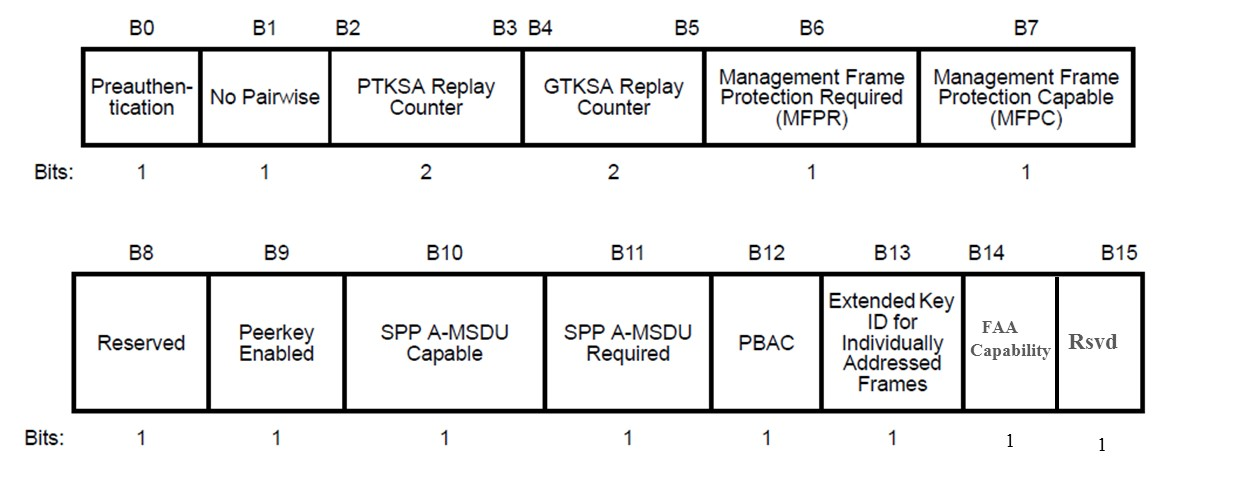 B0 B1 B2 B3 B4 B5 B6 B7
Preauthen-
tication
No Pairwise
PTKSA Replay
Counter
GTKSA Replay
Counter
Management Frame
Protection Required
(MFPR)
Management Frame
Protection Capable
(MFPC)
Bits: 1 1 2 2 1 1
B8 B9 B10 B11 B12 B13 B14 B15
Reserved
Peerkey
Enabled
SPP A-MSDU
Capable
SPP A-MSDU
Required
PBAC
Extended Key
ID for
Individually
Addressed
Frames
FAA
Capability
Rsvd
Bits: 1 1 1 1 1 1 1 1